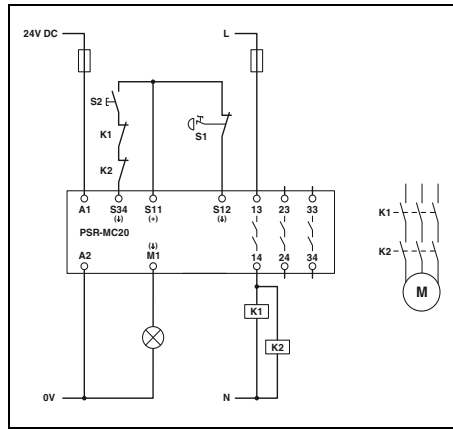 24V DC
L
S2
K1
S1
K2
A1
S34
S11
S12
13
23
33
(↓)
(+)
(↓)
PSR-MC20
(↓)
A2
M1
14
24
34
K1
K2
0V
N
K1
K2
M